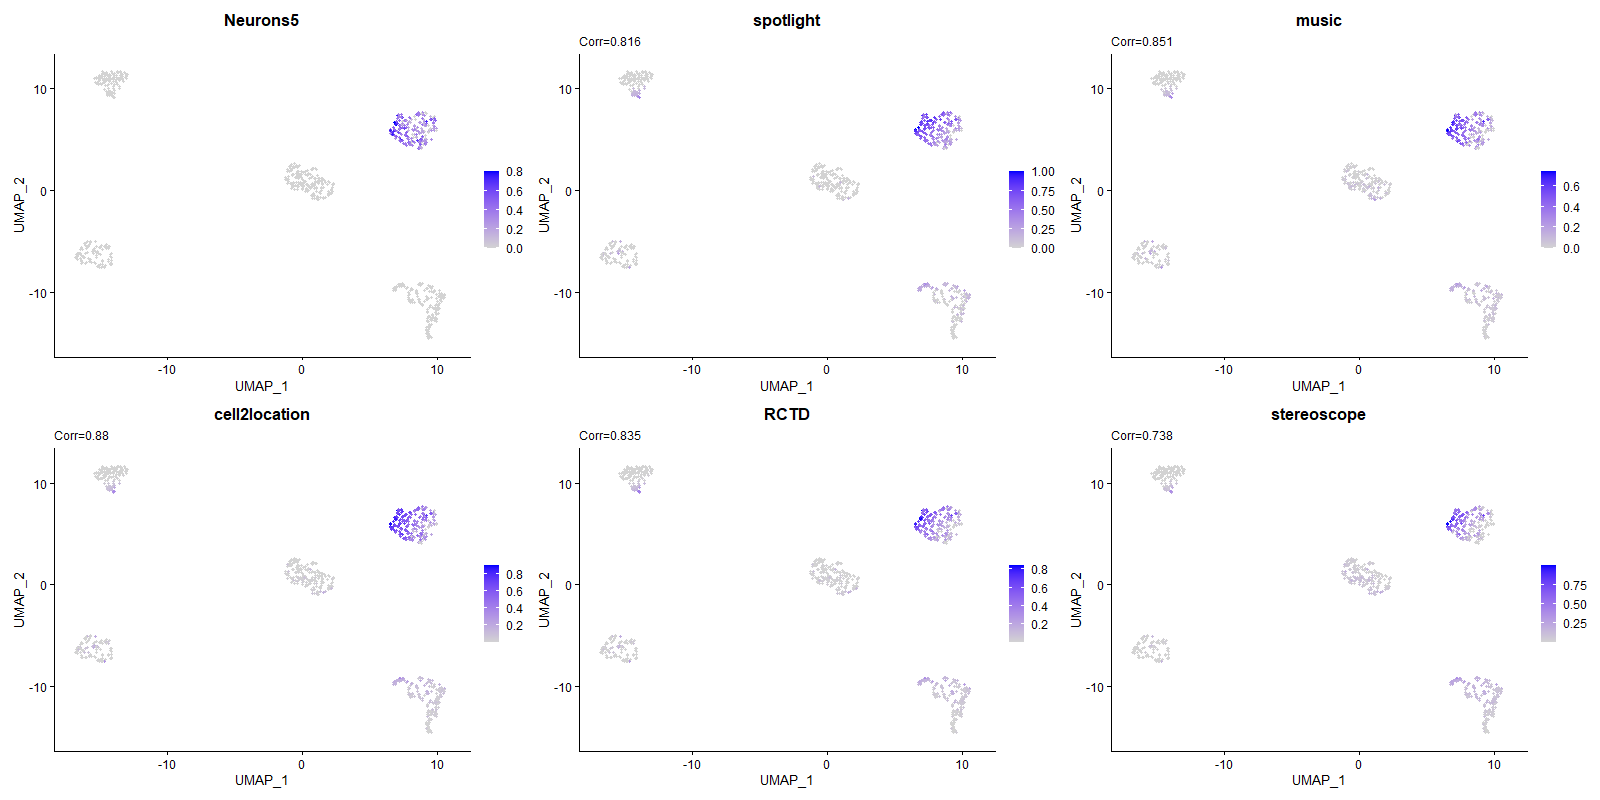 Neurons5
UMAP_2
10
0
-10
-10
0
10
UMAP_1
0.8
0.6
0.4
0.2
0.0
spotlight
Corr=0.816
UMAP_2
10
0
-10
-10
0
10
UMAP_1
1.00
0.75
0.50
0.25
0.00
music
Corr=0.851
UMAP_2
10
0
-10
-10
0
10
UMAP_1
0.6
0.4
0.2
0.0
cell2location
Corr=0.88
UMAP_2
10
0
-10
-10
0
10
UMAP_1
0.8
0.6
0.4
0.2
RCTD
Corr=0.835
UMAP_2
10
0
-10
-10
0
10
UMAP_1
0.8
0.6
0.4
0.2
stereoscope
Corr=0.738
UMAP_2
10
0
-10
-10
0
10
UMAP_1
0.75
0.50
0.25